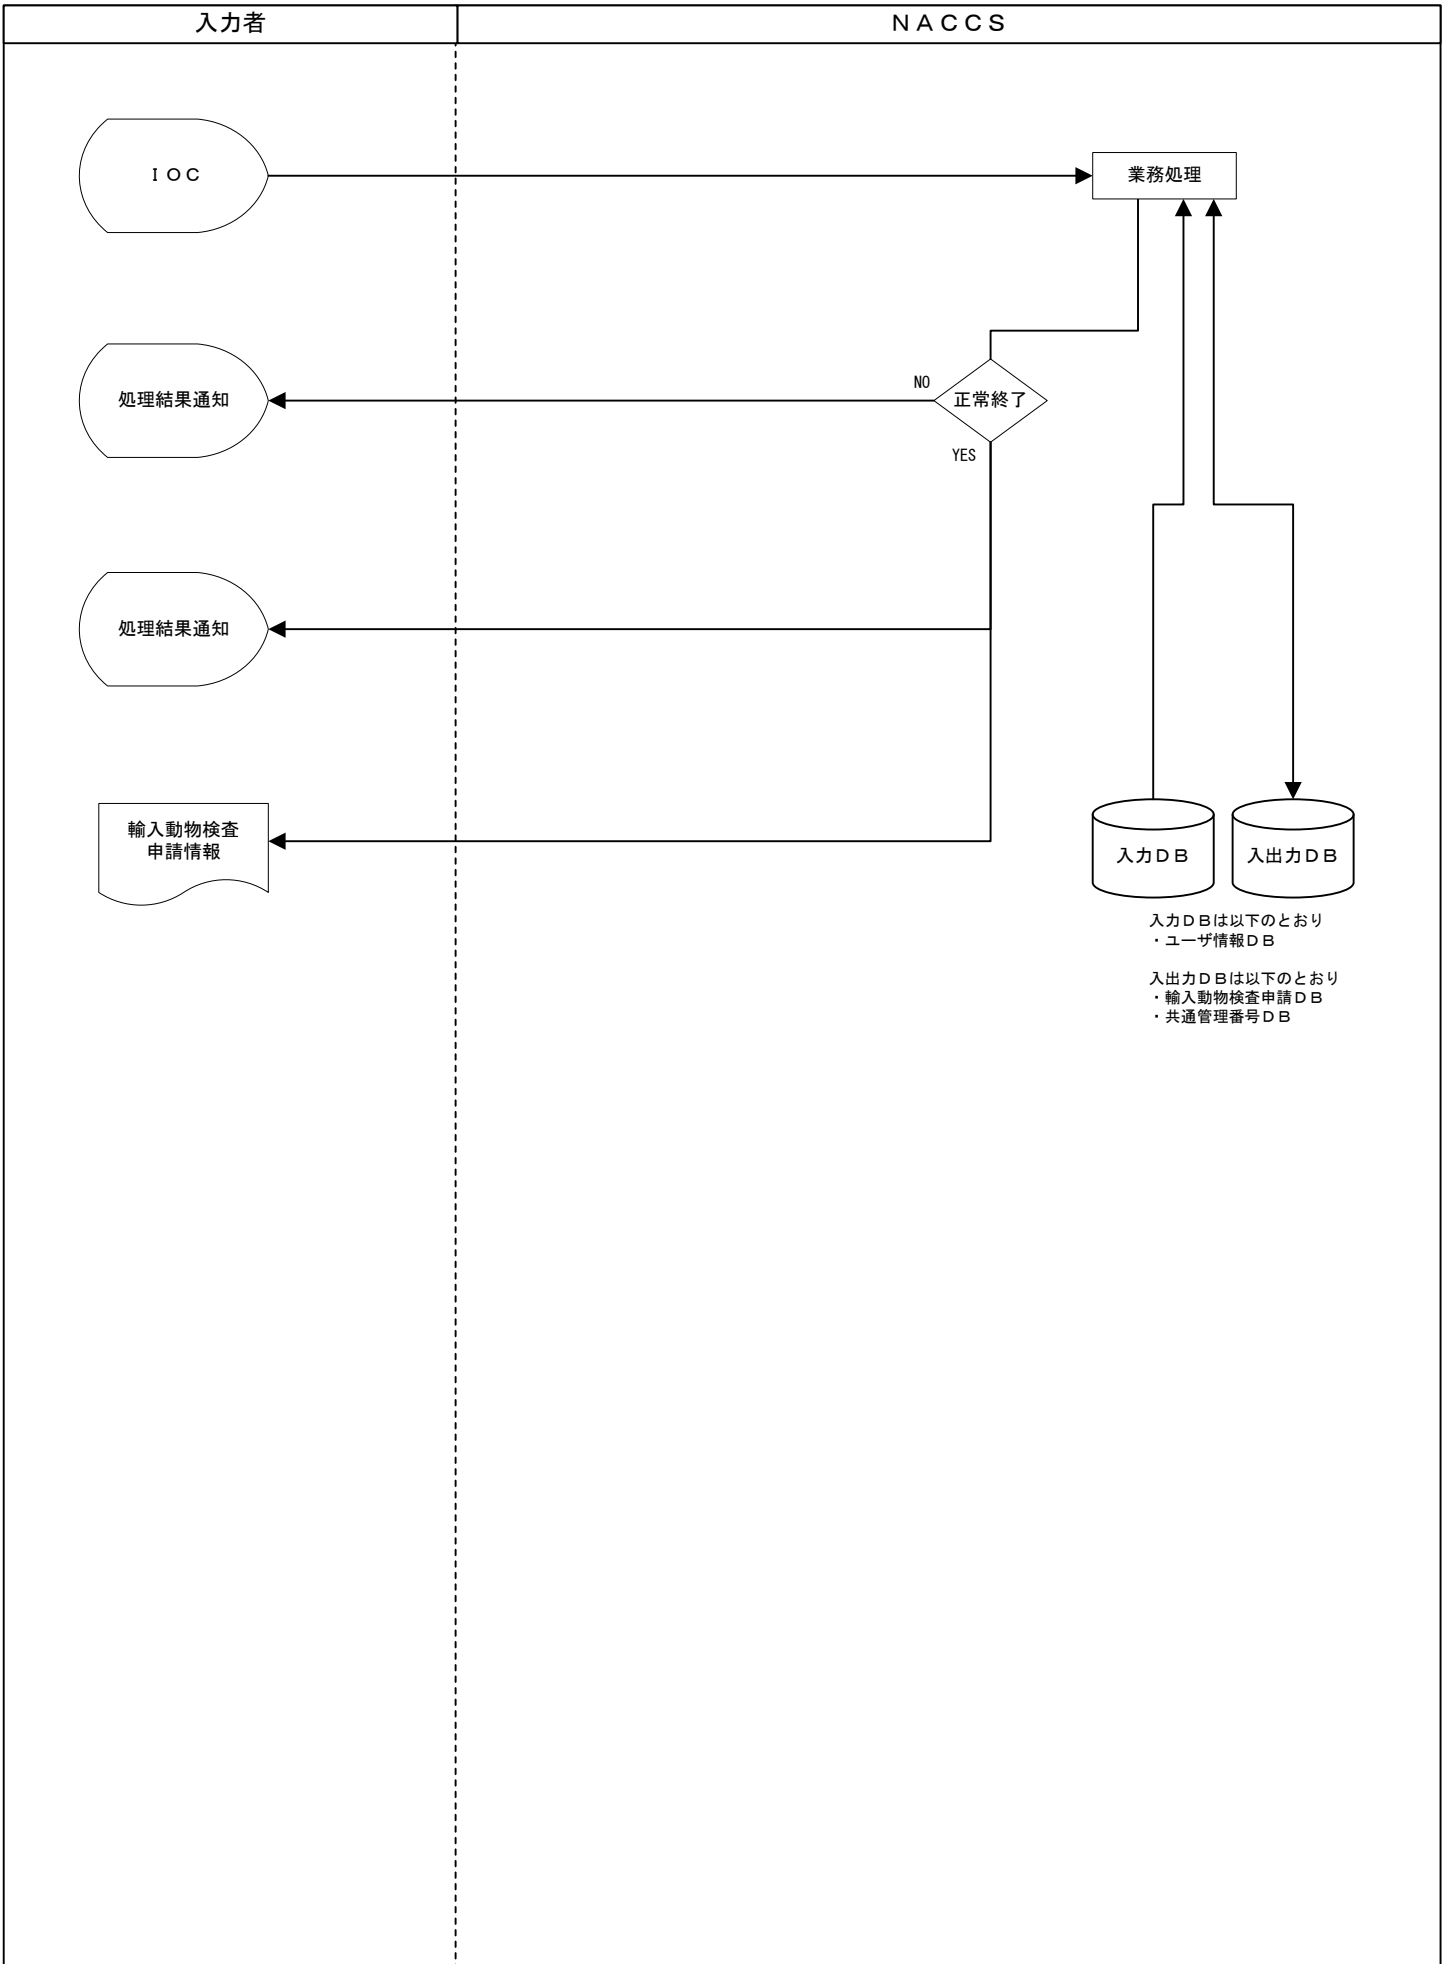 入力者
ＮＡＣＣＳ
ＩＯＣ
業務処理
処理結果通知
NO
正常終了
YES
処理結果通知
輸入動物検査
申請情報
入力ＤＢ
入出力ＤＢ
入力ＤＢは以下のとおり
・ユーザ情報ＤＢ
入出力ＤＢは以下のとおり
・輸入動物検査申請ＤＢ
・共通管理番号ＤＢ